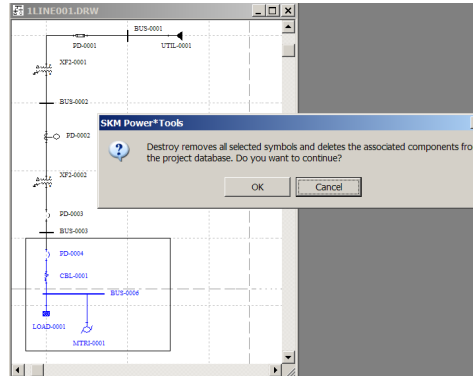 1LINE001.DRW
BUS-0001
PD-0001
UTIL-0001
XF2-0001
BUS-0002
SKM Power*Tools
PD-0002
Destroy removes all selected symbols and deletes the associated components fro
the project database. Do you want to continue?
XF2-0002
OK Cancel
PD-0003
BUS-0003
PD-0004
CBL-0001
BUS-0006
LOAD-0001
MTRI-0001